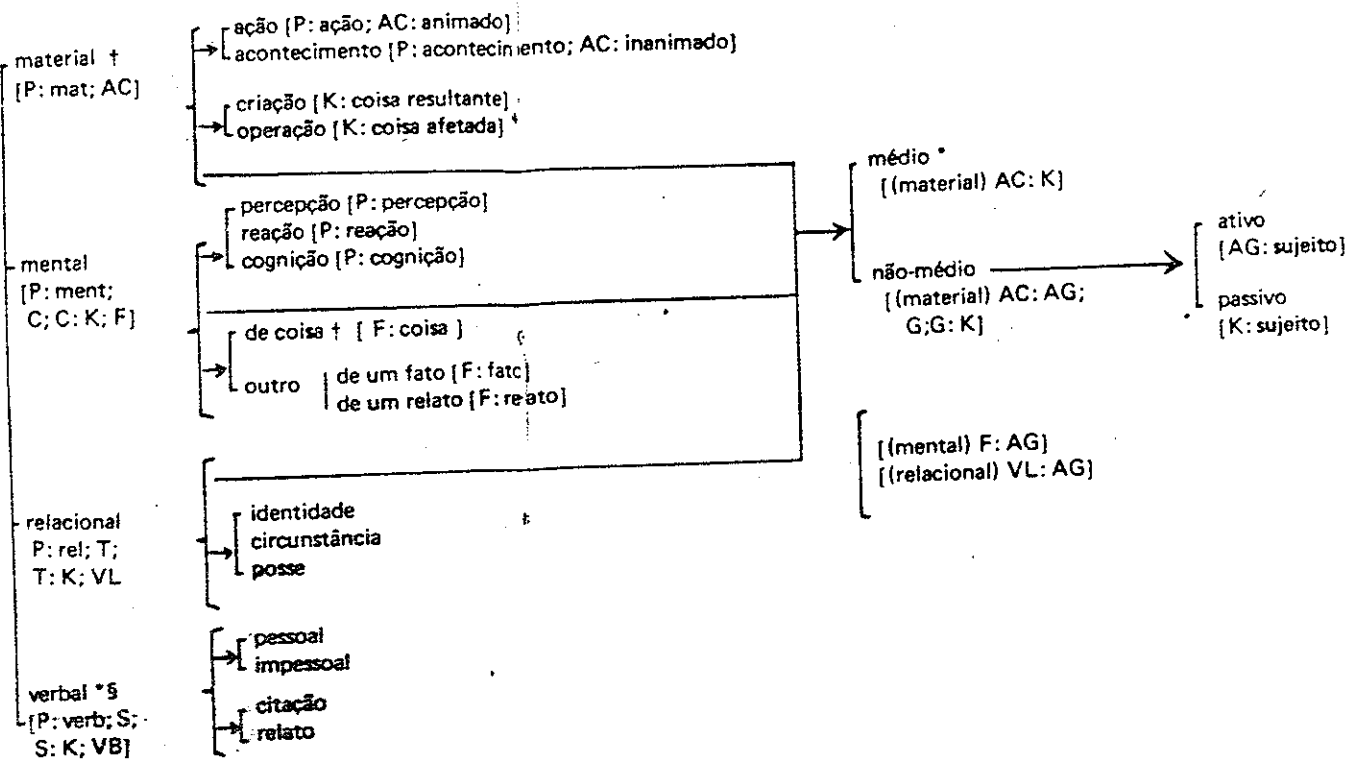 material †
[P: mat; AC]
ação [P: ação; AC: animado]
acontecimento [P: acontecimento; AC: inanimado]
criação [K: coisa resultante]
operação [K: coisa afetada]
mental
[P: ment;
C; C: K; F]
percepção [P: percepção]
reação [P: reação]
cognição [P: cognição]
de coisa † [ F: coisa ]
outro
de um fato [F: fato]
de um relato [F: relato]
relacional
P: rel; T;
T: K; VL
identidade
circunstância
posse
verbal *§
[P: verb; S;
S: K; VB]
pessoal
impessoal
citação
relato
médio *
[(material) AC: K]
não-médio
[(material) AC: AG;
G;G: K]
ativo
[AG: sujeito]
passivo
[K: sujeito]
[(mental) F: AG]
[(relacional) VL: AG]